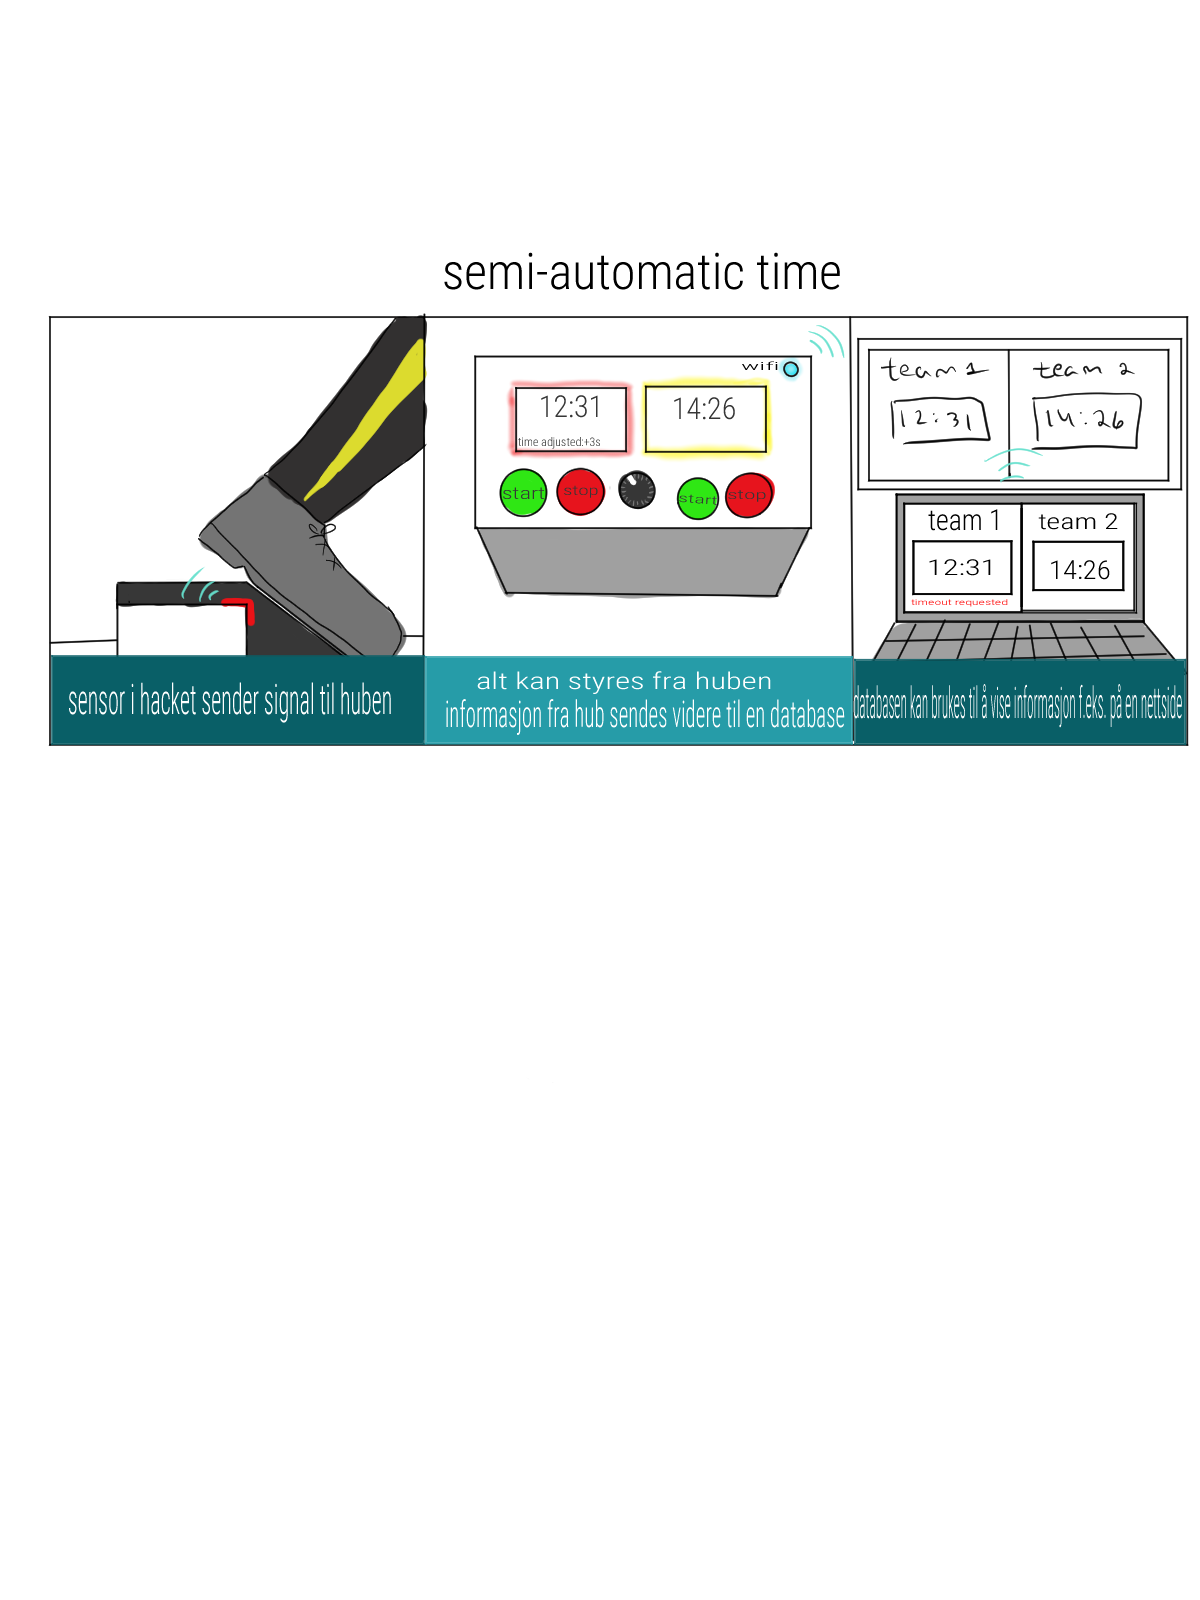 semi-automatic time
sensor i hacket sender signal til huben
wifi
12:31
time adjusted:+3s
14:26
start
stop
start
stop
alt kan styres fra huben
informasjon fra hub sendes videre til en database
team 1
12:31
team 2
14:26
team 1
12:31
timeout requested
team 2
14:26
databasen kan brukes til å vise informasjon f.eks. på en nettside